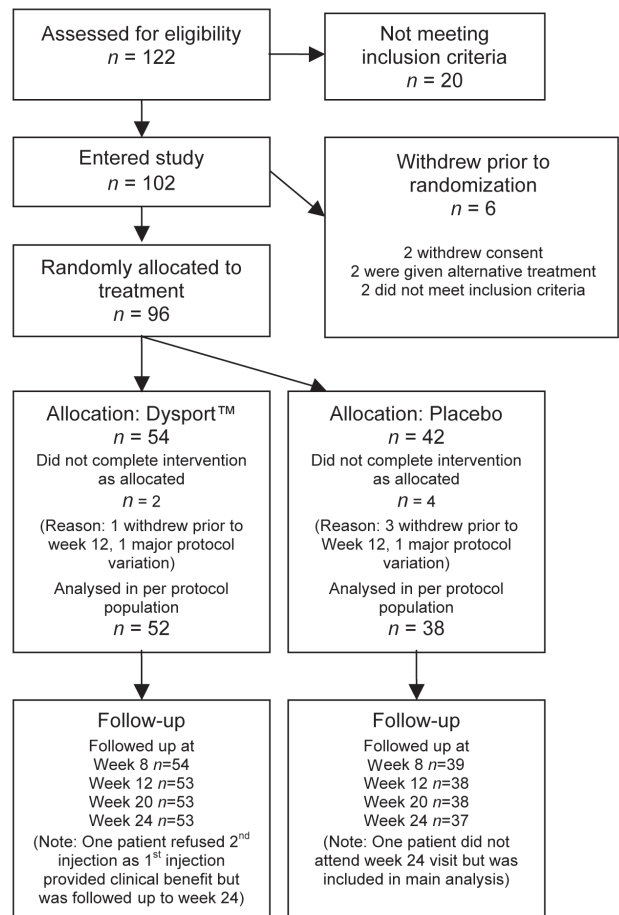 Assessed for eligibility
n = 122
Not meeting
inclusion criteria
n = 20
Entered study
n = 102
Withdrew prior to
randomization
n = 6
2 withdrew consent
2 were given alternative treatment
2 did not meet inclusion criteria
Randomly allocated to
treatment
n = 96
Allocation: Dysport™
n = 54
Did not complete intervention
as allocated
n = 2
(Reason: 1 withdrew prior to
week 12, 1 major protocol
variation)
Analysed in per protocol
population
n = 52
Allocation: Placebo
n = 42
Did not complete intervention
as allocated
n = 4
(Reason: 3 withdrew prior to
Week 12, 1 major protocol
variation)
Analysed in per protocol
population
n = 38
Follow-up
Followed up at
Week 8 n=54
Week 12 n=53
Week 20 n=53
Week 24 n=53
(Note: One patient refused 2nd
injection as 1st injection
provided clinical benefit but
was followed up to week 24)
Follow-up
Followed up at
Week 8 n=39
Week 12 n=38
Week 20 n=38
Week 24 n=37
(Note: One patient did not
attend week 24 visit but was
included in main analysis)